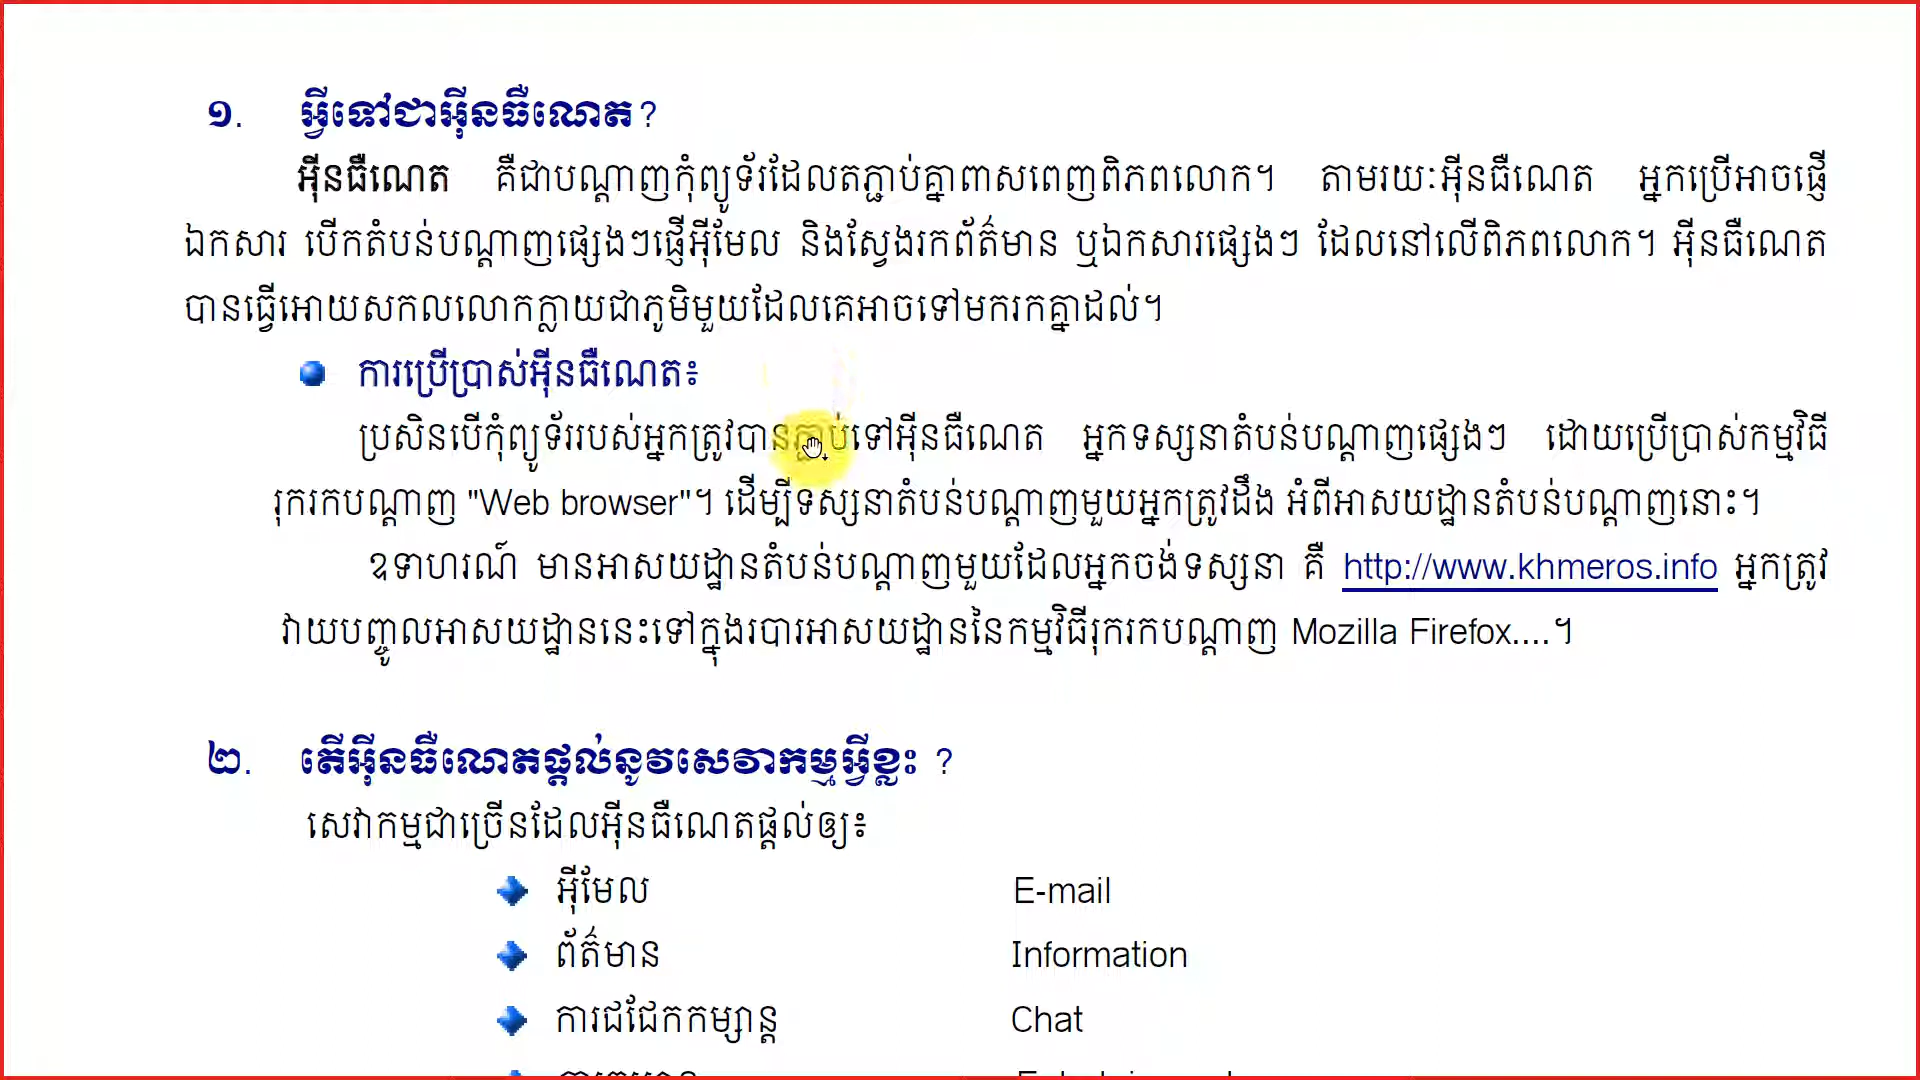 ១. អ្វីទៅជាអ៊ីនធឺណេត?
អ៊ីនធឺណេត គឺជាបណ្តាញកុំព្យូទ័រដែលតភ្ជាប់គ្នាពាសពេញពិភពលោក។ តាមរយៈអ៊ីនធឺណេត អ្នកប្រើអាចផ្ញើ
ឯកសារ បើកតំបន់បណ្តាញផ្សេងៗផ្ញើអ៊ីមែល និងស្វែងរកព័ត៌មាន ឬឯកសារផ្សេងៗ ដែលនៅលើពិភពលោក។ អ៊ីនធឺណេត
បានធ្វើអោយសកលលោកក្លាយជាភូមិមួយដែលគេអាចទៅមករកគ្នាដល់។
ការប្រើប្រាស់អ៊ីនធឺណេត៖
ប្រសិនបើកុំព្យូទ័ររបស់អ្នកត្រូវបានភ្ជាប់ទៅអ៊ីនធឺណេត អ្នកទស្សនាតំបន់បណ្តាញផ្សេងៗ ដោយប្រើប្រាស់កម្មវិធី
រុករកបណ្តាញ "Web browser"។ ដើម្បីទស្សនាតំបន់បណ្តាញមួយអ្នកត្រូវដឹង អំពីអាសយដ្ឋានតំបន់បណ្តាញនោះ។
ឧទាហរណ៍ មានអាសយដ្ឋានតំបន់បណ្តាញមួយដែលអ្នកចង់ទស្សនា គឺ http://www.khmeros.info អ្នកត្រូវ
វាយបញ្ចូលអាសយដ្ឋាននេះទៅក្នុងរបារអាសយដ្ឋាននៃកម្មវិធីរុករកបណ្តាញ Mozilla Firefox....។
២. តើអ៊ីនធឺណេតផ្តល់នូវសេវាកម្មអ្វីខ្លះ ?
សេវាកម្មជាច្រើនដែលអ៊ីនធឺណេតផ្តល់ឲ្យ៖
អ៊ីមែល E-mail
ព័ត៌មាន Information
ការជជែកកម្សាន្ត Chat